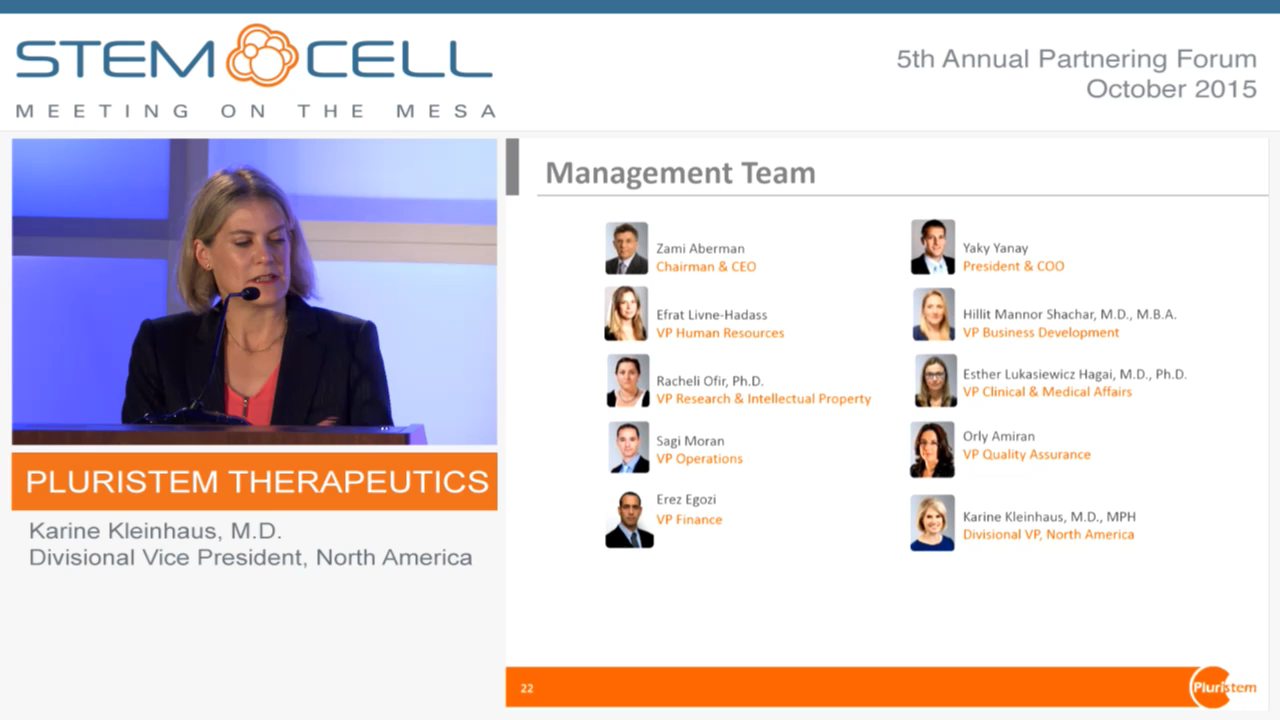 STEM CELL
MEETING ON THE MESA
5th Annual Partnering Forum
October 2015
Management Team
Zami Aberman
Chairman & CEO
Yaky Yanay
President & COO
Efrat Livne-Hadass
VP Human Resources
Hillit Mannor Shachar, M.D., M.B.A.
VP Business Development
Racheli Ofir, Ph.D.
VP Research & Intellectual Property
Esther Lukasiewicz Hagai, M.D., Ph.D.
VP Clinical & Medical Affairs
Sagi Moran
VP Operations
Orly Amiran
VP Quality Assurance
Erez Egozi
VP Finance
Karine Kleinhaus, M.D., MPH
Divisional VP, North America
PLURISTEM THERAPEUTICS
Karine Kleinhaus, M.D.
Divisional Vice President, North America
22
Pluristem